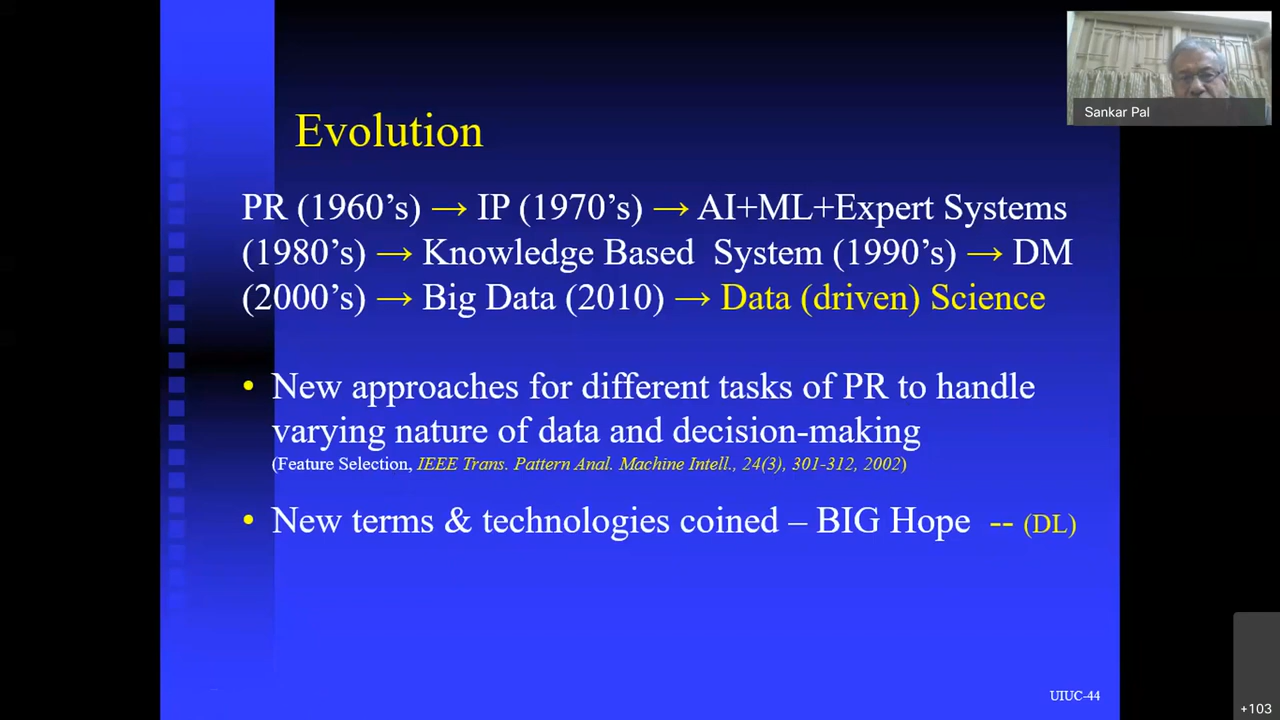 Sankar Pal
Evolution
PR (1960’s) → IP (1970’s) → AI+ML+Expert Systems
(1980’s) → Knowledge Based System (1990’s) → DM
(2000’s) → Big Data (2010) → Data (driven) Science
• New approaches for different tasks of PR to handle
varying nature of data and decision-making
(Feature Selection, IEEE Trans. Pattern Anal. Machine Intell., 24(3), 301-312, 2002)
• New terms & technologies coined – BIG Hope -- (DL)
UIUC-44
+103